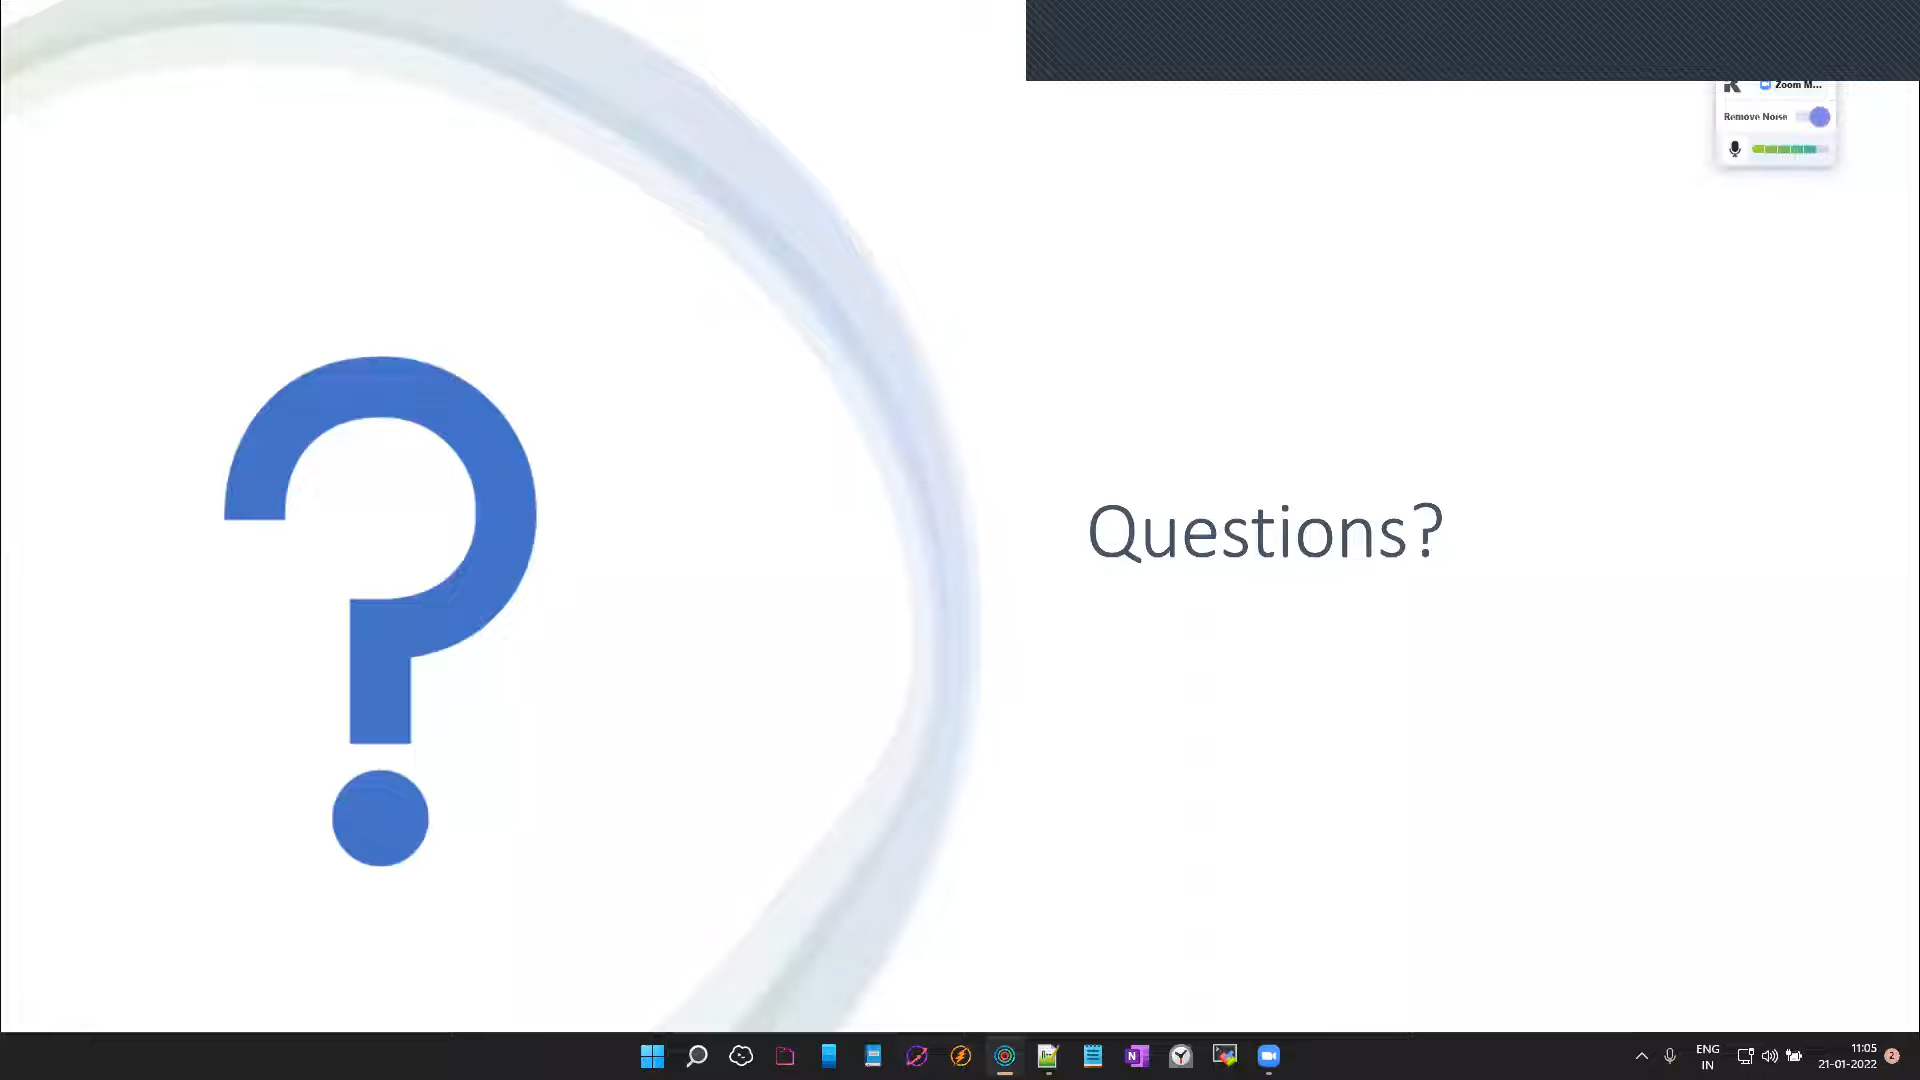 Zoom M...
Remove Noise
Questions?
ENG
IN
11:05
21-01-2022
2